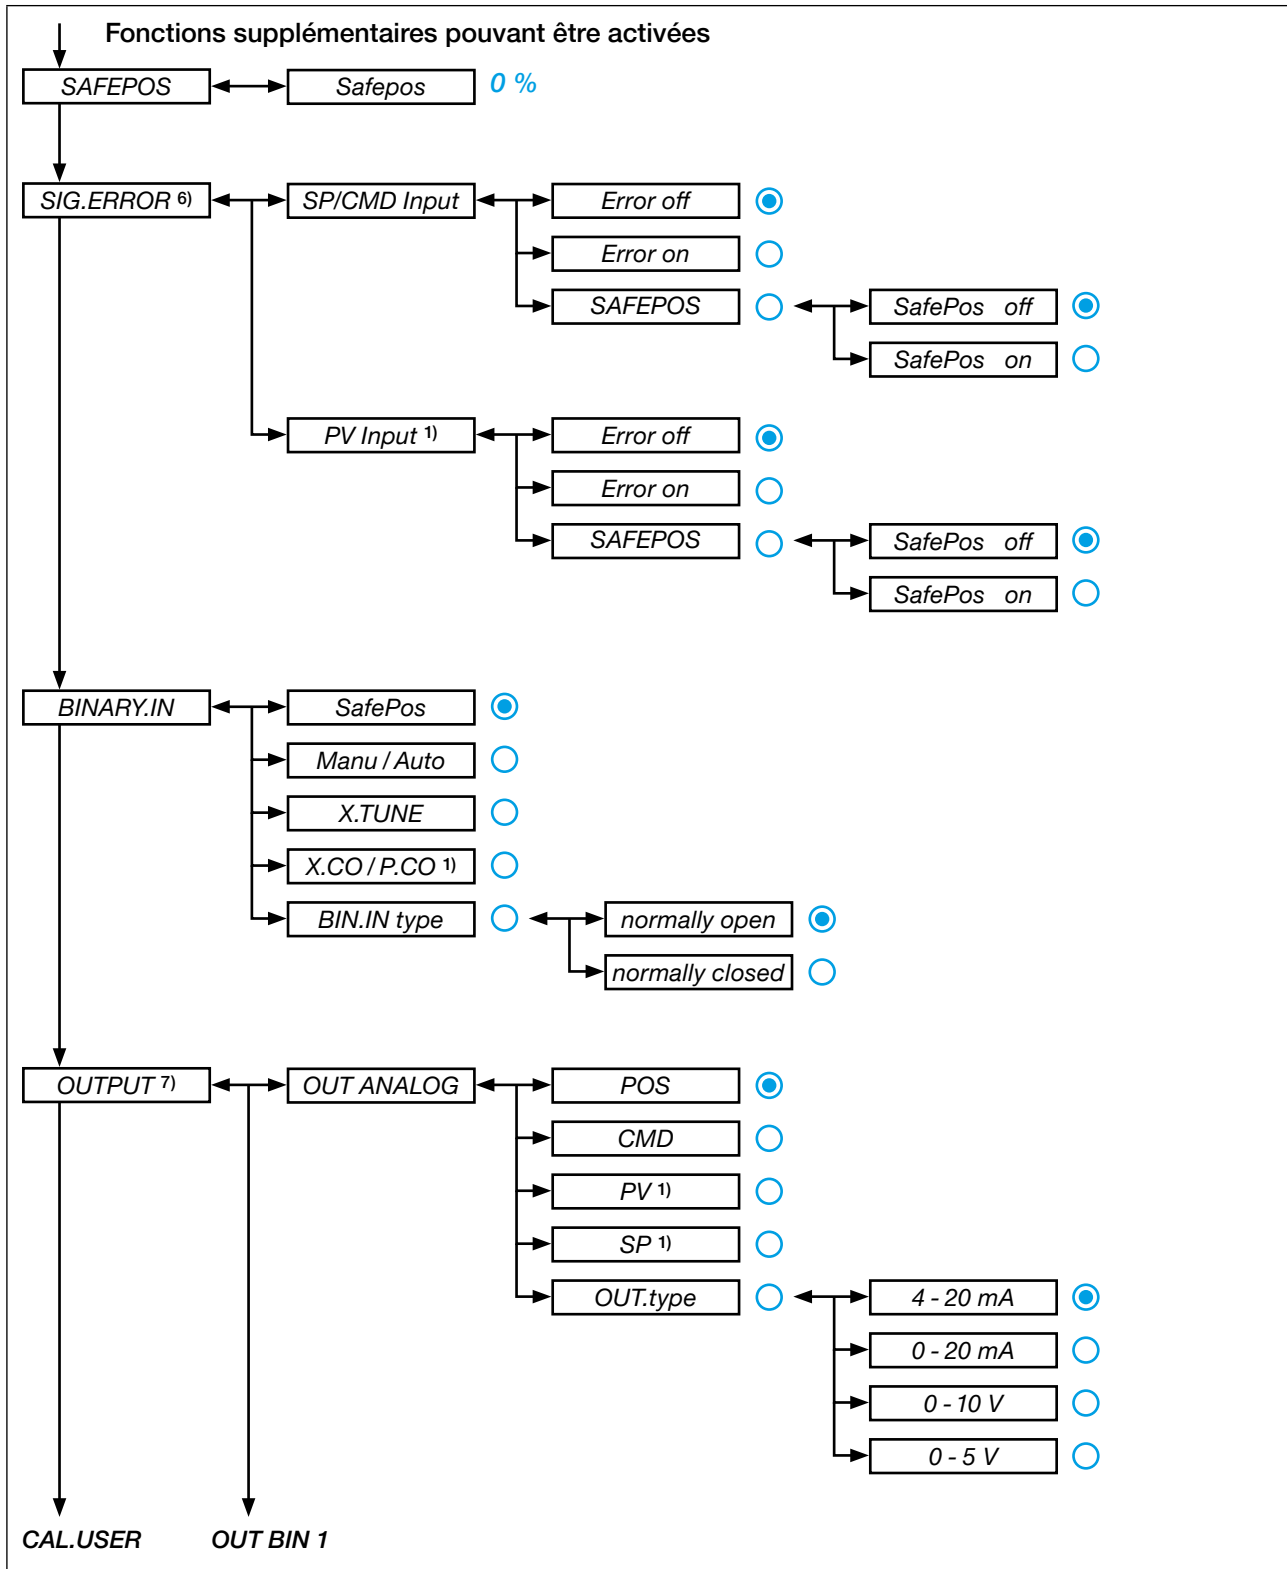 Fonctions supplémentaires pouvant être activées
SAFEPOS Safepos 0 %
SIG.ERROR 6) SP/CMD Input Error off
Error on
SAFEPOS SafePos off
SafePos on
PV Input 1) Error off
Error on
SAFEPOS SafePos off
SafePos on
BINARY.IN SafePos
Manu / Auto
X.TUNE
X.CO / P.CO 1)
BIN.IN type normally open
normally closed
OUTPUT 7) OUT ANALOG POS
CMD
PV 1)
SP 1)
OUT.type 4 - 20 mA
0 - 20 mA
0 - 10 V
0 - 5 V
CAL.USER OUT BIN 1